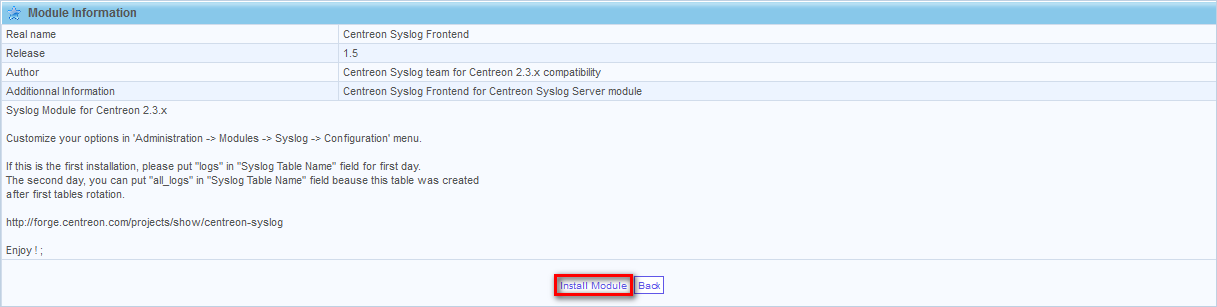 Module Information
Real name Centreon Syslog Frontend
Release 1.5
Author Centreon Syslog team for Centreon 2.3.x compatibility
Additionnal Information Centreon Syslog Frontend for Centreon Syslog Server module
Syslog Module for Centreon 2.3.x
Customize your options in 'Administration -> Modules -> Syslog -> Configuration' menu.
If this is the first installation, please put "logs" in "Syslog Table Name" field for first day.
The second day, you can put "all_logs" in "Syslog Table Name" field beause this table was created
after first tables rotation.
http://forge.centreon.com/projects/show/centreon-syslog
Enjoy ! ;
Install Module Back